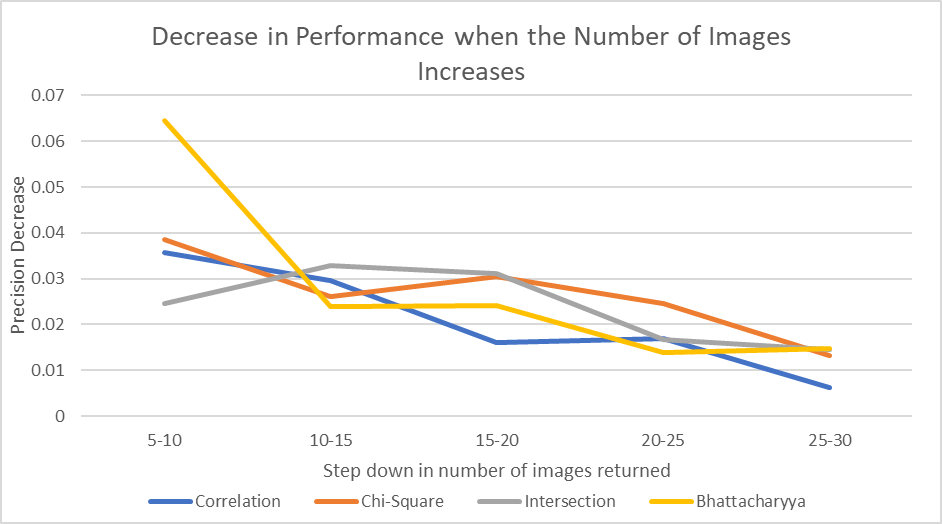 Decrease in Performance when the Number of Images
Increases
Precision Decrease
0.07
0.06
0.05
0.04
0.03
0.02
0.01
0
5-10 10-15 15-20 20-25 25-30
Step down in number of images returned
Correlation Chi-Square Intersection Bhattacharyya